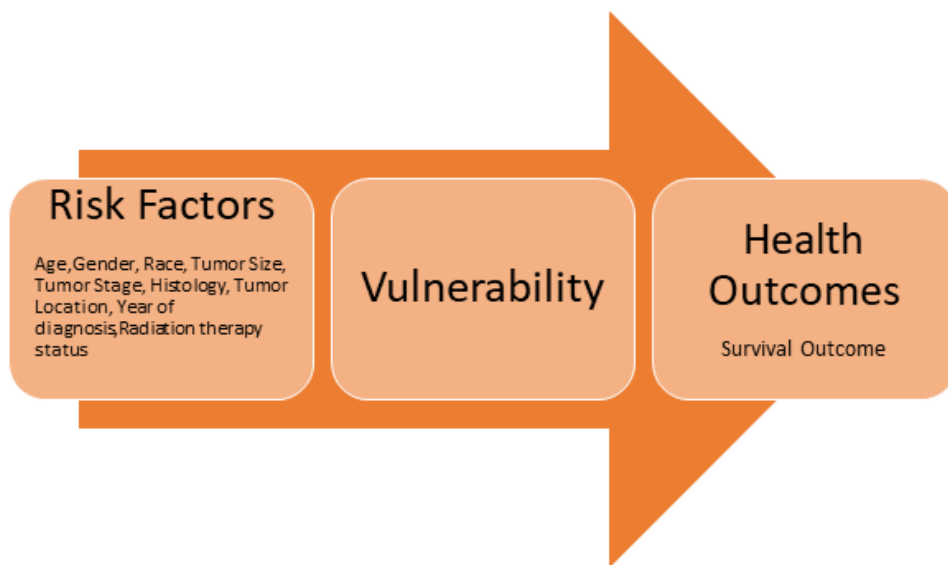 Risk Factors
Age,Gender, Race, Tumor Size,
Tumor Stage, Histology, Tumor
Location, Year of
diagnosis,Radiation therapy
status
Vulnerability
Health
Outcomes
Survival Outcome